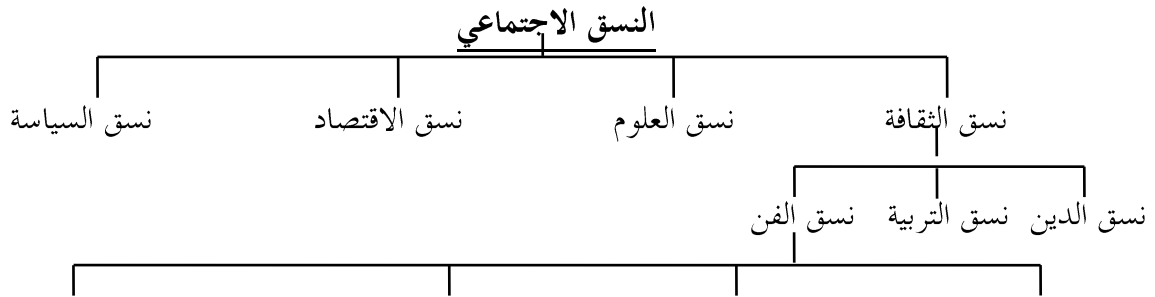 النسق الاجتماعي
نسق الثقافة نسق العلوم نسق الاقتصاد نسق السياسة
نسق الدين نسق التربية نسق الفن